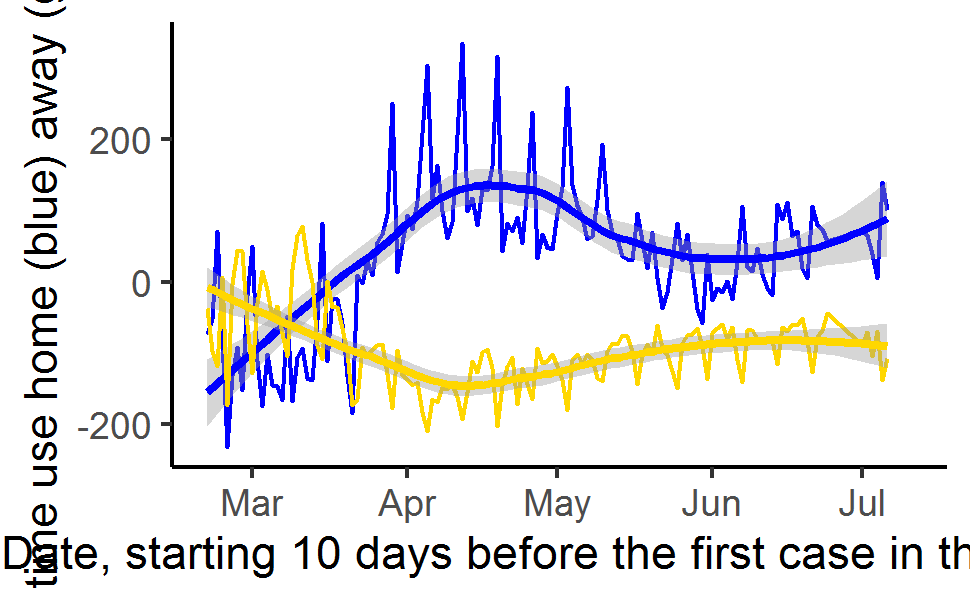 time use home (blue) away (g
200
0
-200
Mar Apr May Jun Jul
Date, starting 10 days before the first case in th